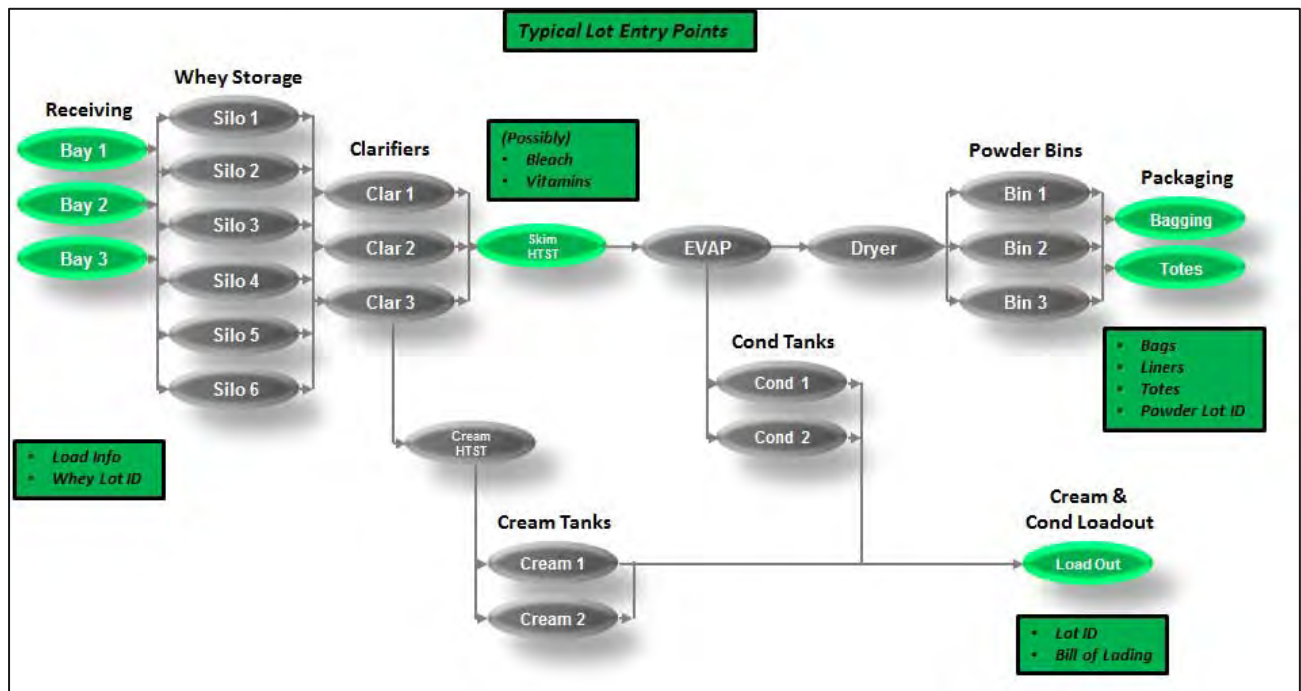 Typical Lot Entry Points
Whey Storage
Receiving
Silo 1
Bay 1
Silo 2
Bay 2
Silo 3
Bay 3
Silo 4
Silo 5
Silo 6
• Load Info
• Whey Lot ID
Clarifiers
Clar 1
Clar 2
Clar 3
(Possibly)
• Bleach
• Vitamins
Skim
HTST
EVAP
Dryer
Powder Bins
Bin 1
Bin 2
Bin 3
Packaging
Bagging
Totes
• Bags
• Liners
• Totes
• Powder Lot ID
Cond Tanks
Cond 1
Cond 2
Cream
HTST
Cream Tanks
Cream 1
Cream 2
Cream &
Cond Loadout
Load Out
• Lot ID
• Bill of Lading